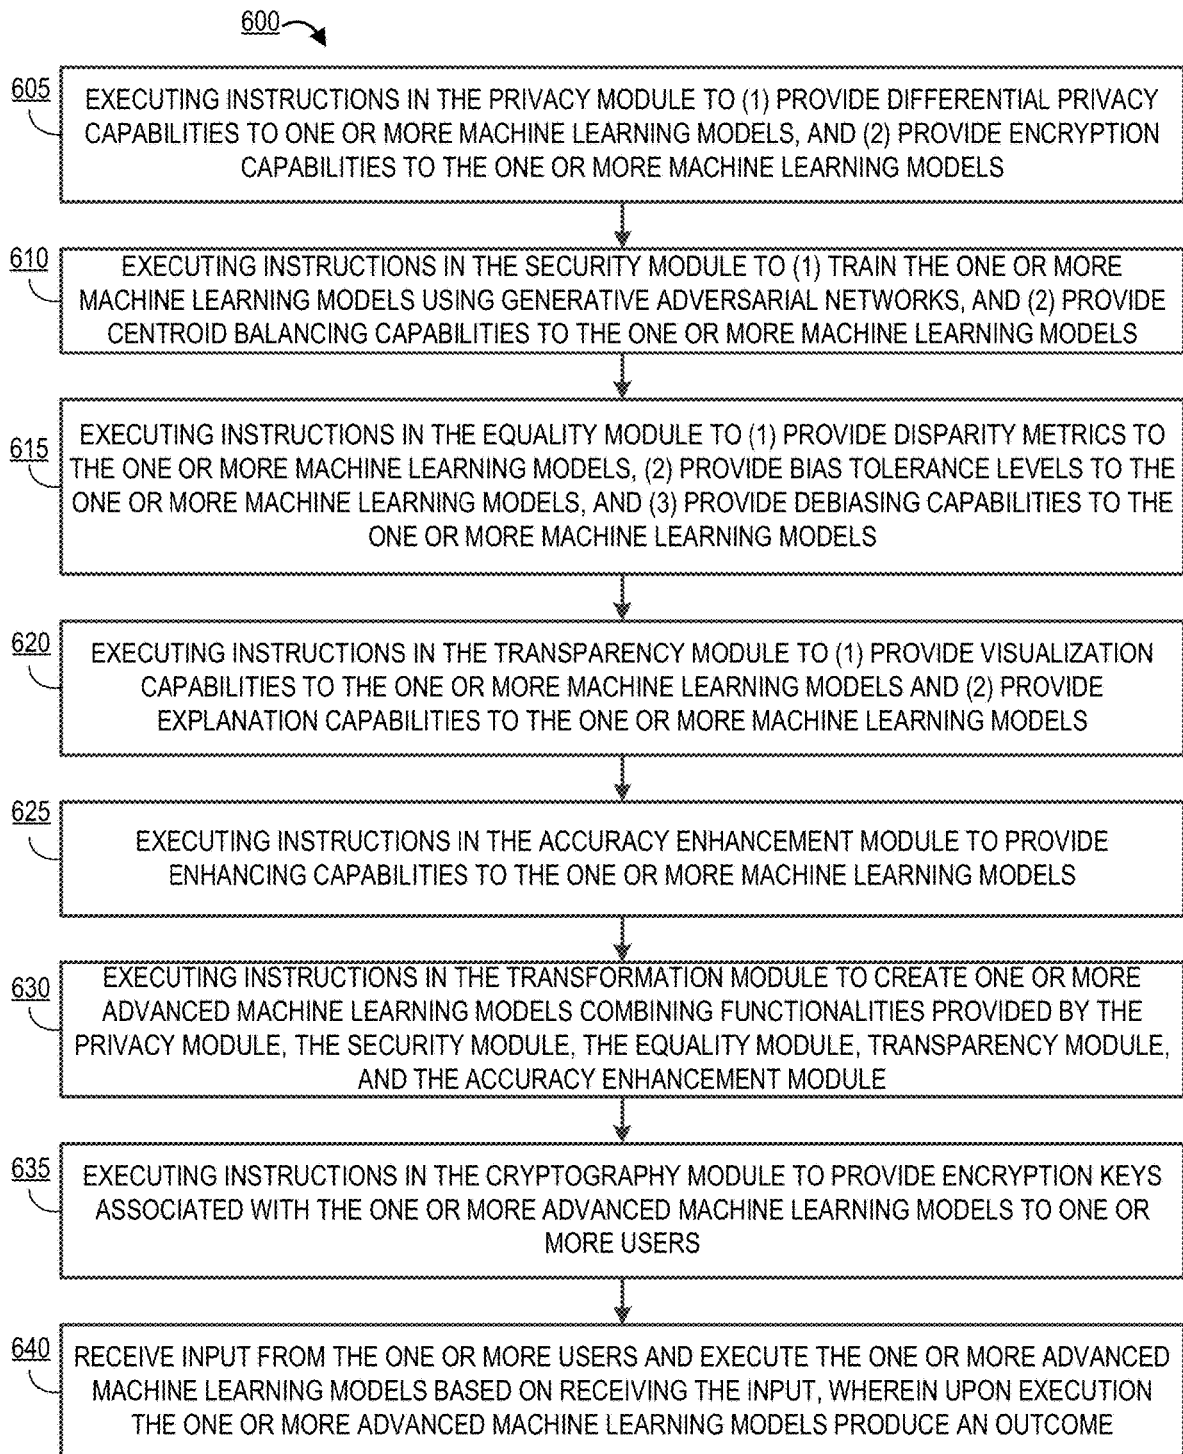 600
605
EXECUTING INSTRUCTIONS IN THE PRIVACY MODULE TO (1) PROVIDE DIFFERENTIAL PRIVACY
CAPABILITIES TO ONE OR MORE MACHINE LEARNING MODELS, AND (2) PROVIDE ENCRYPTION
CAPABILITIES TO THE ONE OR MORE MACHINE LEARNING MODELS
610
EXECUTING INSTRUCTIONS IN THE SECURITY MODULE TO (1) TRAIN THE ONE OR MORE
MACHINE LEARNING MODELS USING GENERATIVE ADVERSARIAL NETWORKS, AND (2) PROVIDE
CENTROID BALANCING CAPABILITIES TO THE ONE OR MORE MACHINE LEARNING MODELS
615
EXECUTING INSTRUCTIONS IN THE EQUALITY MODULE TO (1) PROVIDE DISPARITY METRICS TO
THE ONE OR MORE MACHINE LEARNING MODELS, (2) PROVIDE BIAS TOLERANCE LEVELS TO THE
ONE OR MORE MACHINE LEARNING MODELS, AND (3) PROVIDE DEBIASING CAPABILITIES TO THE
ONE OR MORE MACHINE LEARNING MODELS
620
EXECUTING INSTRUCTIONS IN THE TRANSPARENCY MODULE TO (1) PROVIDE VISUALIZATION
CAPABILITIES TO THE ONE OR MORE MACHINE LEARNING MODELS AND (2) PROVIDE
EXPLANATION CAPABILITIES TO THE ONE OR MORE MACHINE LEARNING MODELS
625
EXECUTING INSTRUCTIONS IN THE ACCURACY ENHANCEMENT MODULE TO PROVIDE
ENHANCING CAPABILITIES TO THE ONE OR MORE MACHINE LEARNING MODELS
630
EXECUTING INSTRUCTIONS IN THE TRANSFORMATION MODULE TO CREATE ONE OR MORE
ADVANCED MACHINE LEARNING MODELS COMBINING FUNCTIONALITIES PROVIDED BY THE
PRIVACY MODULE, THE SECURITY MODULE, THE EQUALITY MODULE, TRANSPARENCY MODULE,
AND THE ACCURACY ENHANCEMENT MODULE
635
EXECUTING INSTRUCTIONS IN THE CRYPTOGRAPHY MODULE TO PROVIDE ENCRYPTION KEYS
ASSOCIATED WITH THE ONE OR MORE ADVANCED MACHINE LEARNING MODELS TO ONE OR
MORE USERS
640
RECEIVE INPUT FROM THE ONE OR MORE USERS AND EXECUTE THE ONE OR MORE ADVANCED
MACHINE LEARNING MODELS BASED ON RECEIVING THE INPUT, WHEREIN UPON EXECUTION
THE ONE OR MORE ADVANCED MACHINE LEARNING MODELS PRODUCE AN OUTCOME